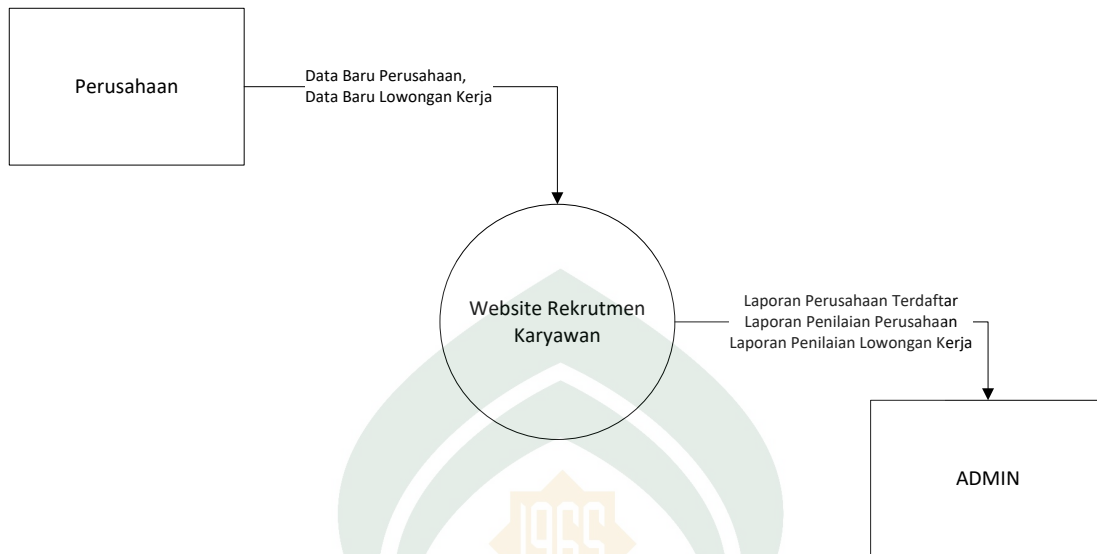 Perusahaan
Data Baru Perusahaan,
Data Baru Lowongan Kerja
Website Rekrutmen
Karyawan
Laporan Perusahaan Terdaftar
Laporan Penilaian Perusahaan
Laporan Penilaian Lowongan Kerja
ADMIN
1965